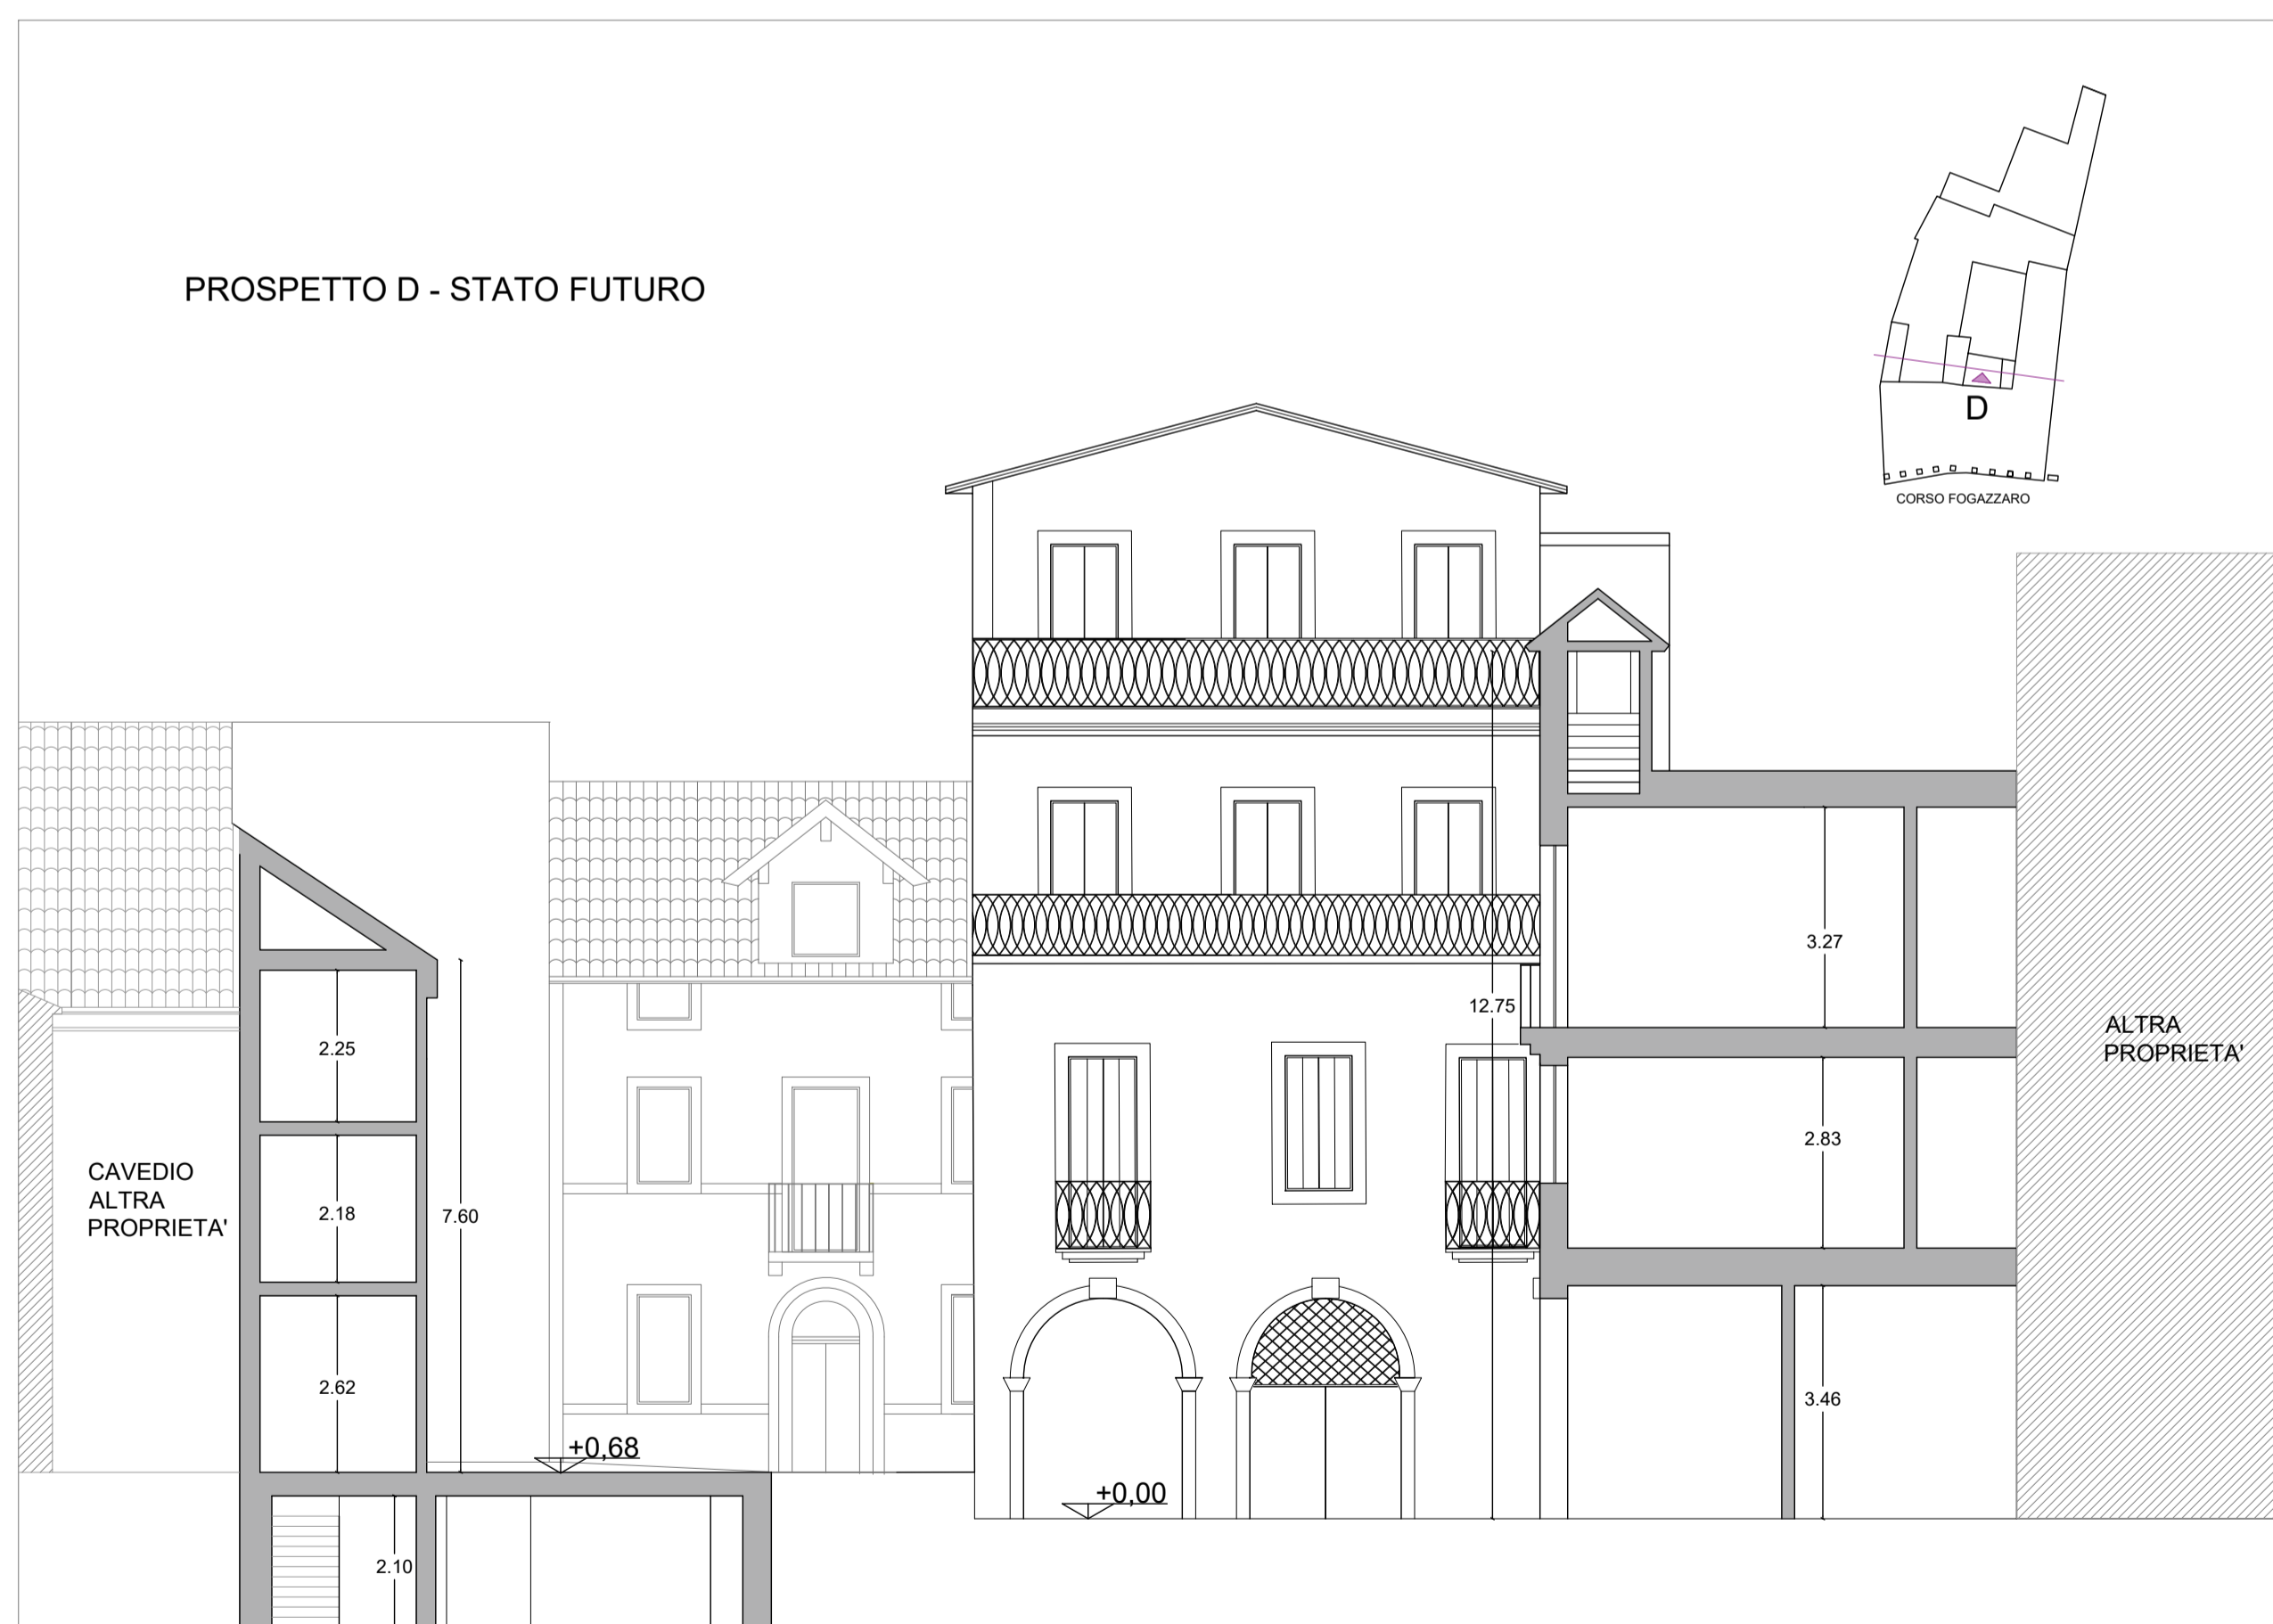 PROSPETTO D - STATO FUTURO
D
CORSO FOGAZZARO
3.27
12.75
ALTRA
PROPRIETA'
2.25
2.83
CAVEDIO
ALTRA
PROPRIETA'
2.18
7.60
2.62
3.46
+0,68
+0,00
2.10